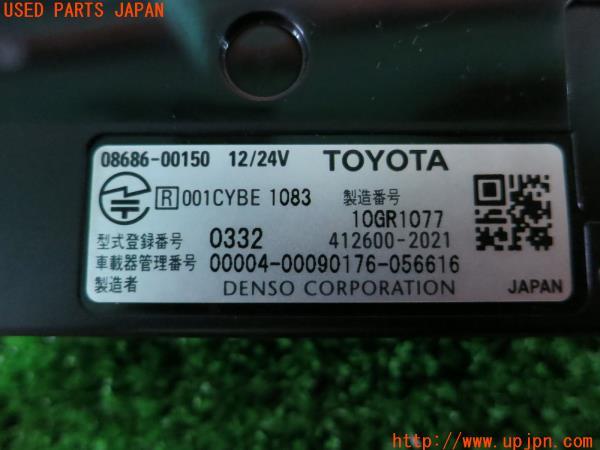 USED PARTS JAPAN
08686-00150 12/24V TOYOTA
R 001CYBE 1083 製造番号
10GR1077
型式登録番号 0332 412600-2021
車載器管理番号 00004-00090176-056616
製造者 DENSO CORPORATION JAPAN
http://www.upjpn.com/